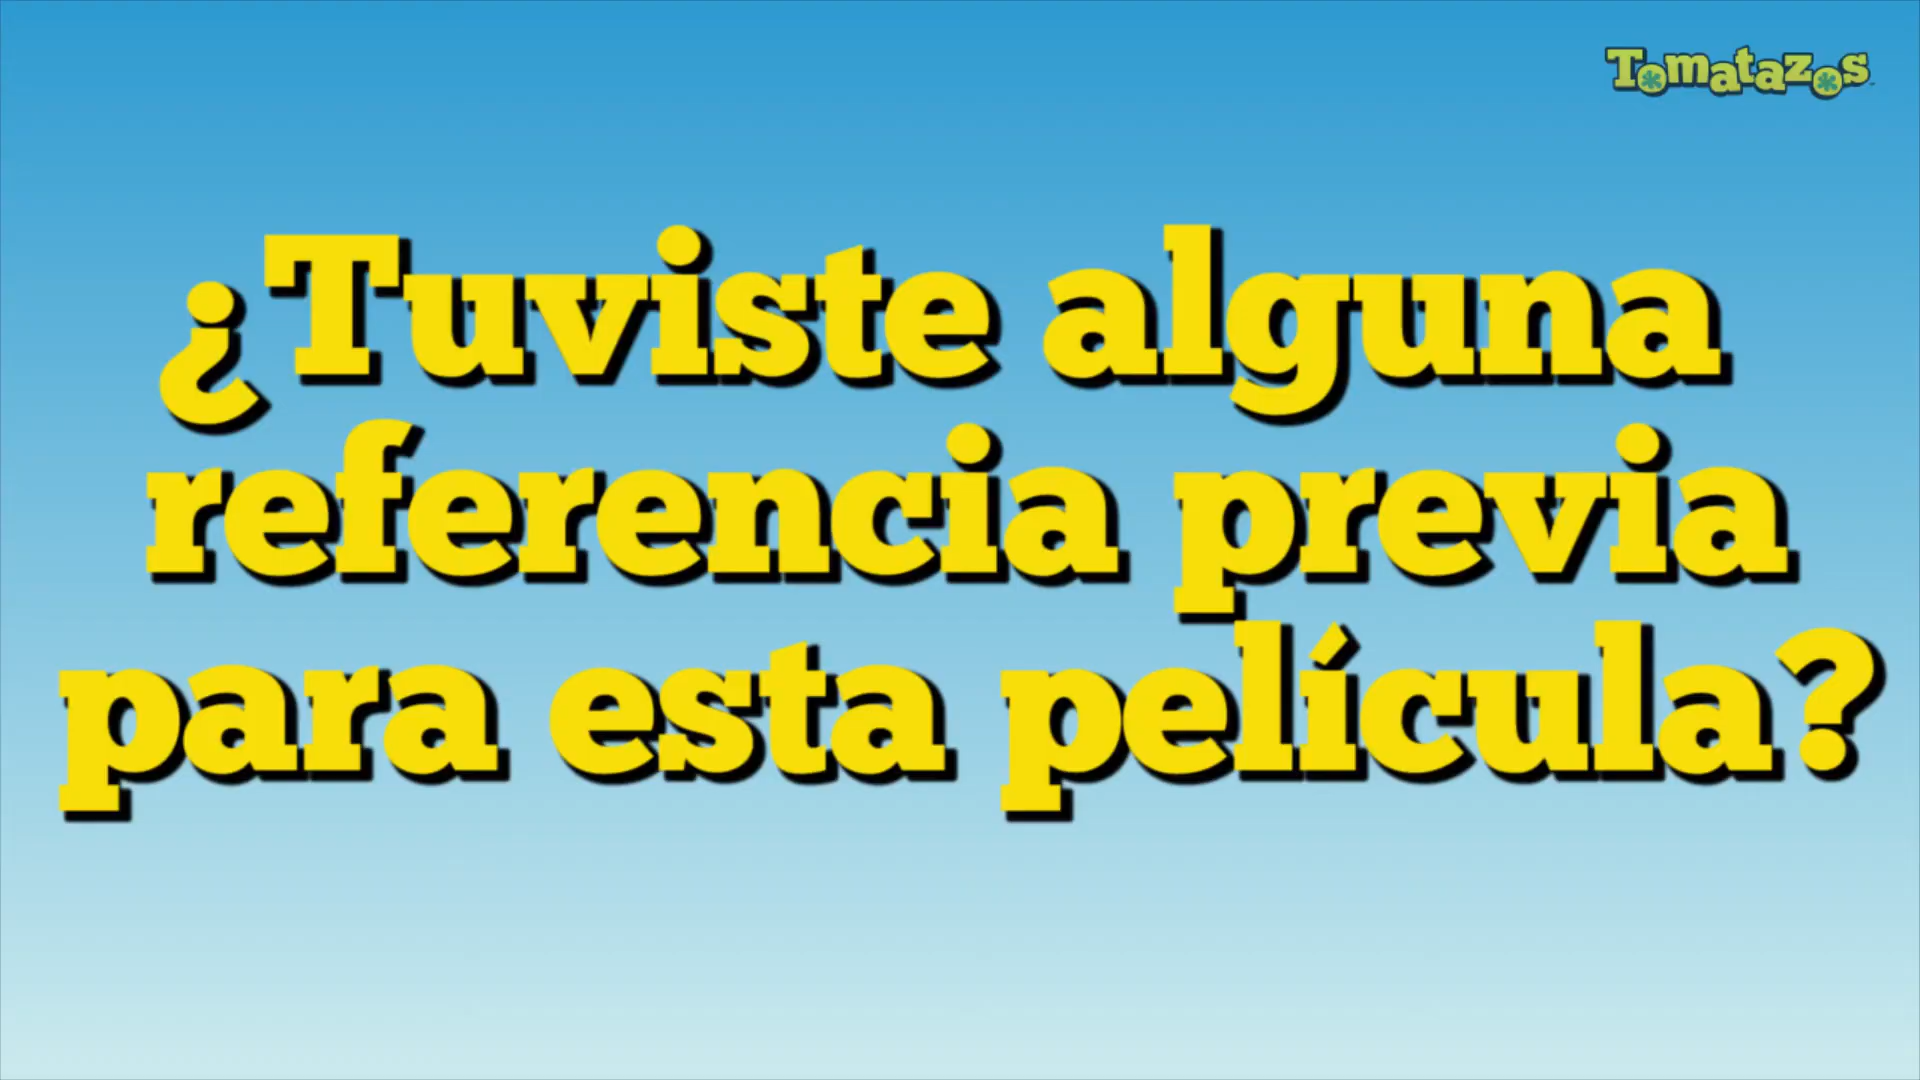 Tomatazos
¿Tuviste alguna
referencia previa
para esta película?